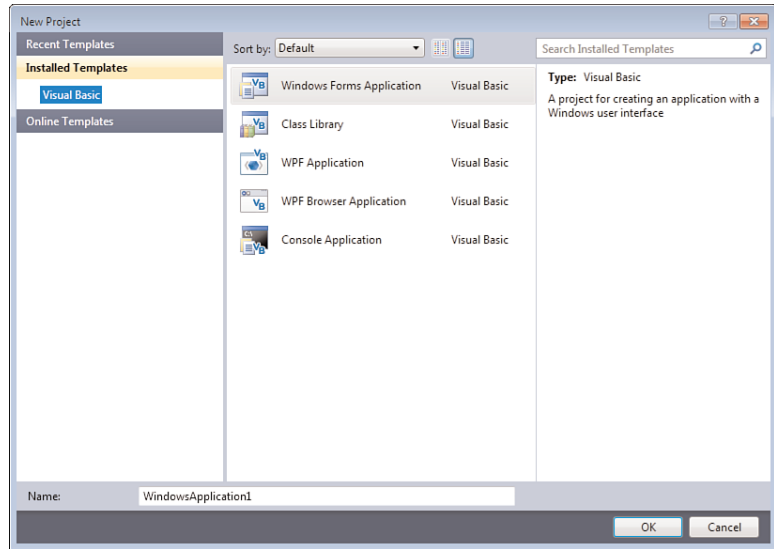 New Project
Recent Templates
Installed Templates
Visual Basic
Online Templates
Sort by: Default
Search Installed Templates
Windows Forms Application Visual Basic
Class Library Visual Basic
WPF Application Visual Basic
WPF Browser Application Visual Basic
Console Application Visual Basic
Type: Visual Basic
A project for creating an application with a
Windows user interface
Name: WindowsApplication1
OK Cancel